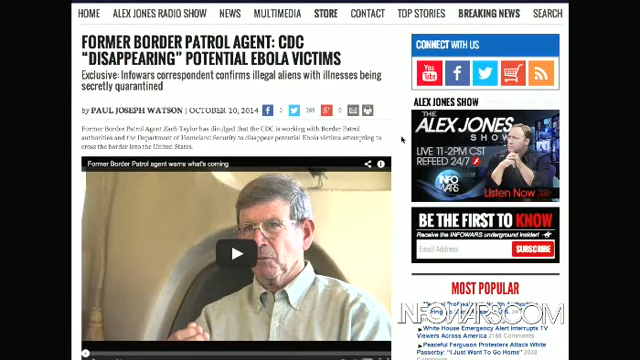 HOME
ALEX JONES RADIO SHOW
NEWS
MULTIMEDIA
STORE
CONTACT
TOP STORIES
BREAKING NEWS
SEARCH
FORMER BORDER PATROL AGENT: CDC
“DISAPPEARING” POTENTIAL EBOLA VICTIMS
Exclusive: Infowars correspondent confirms illegal aliens with illnesses being
secretly quarantined
by PAUL JOSEPH WATSON | OCTOBER 10, 2014
Former Border Patrol Agent Zach Taylor has divulged that the CDC is working with Border Patrol
authorities and the Department of Homeland Security to disappear potential Ebola victims attempting to
cross the border into the United States.
Former Border Patrol agent warns what's coming
CONNECT WITH US
You
Tube
ALEX JONES SHOW
THE
ALEX JONES
SHOW
LIVE 11-2PM CST
REFEED 24/7
INFO
WARS
Listen Now
BE THE FIRST TO KNOW
Receive the INFOWARS underground insider!
Email Address
SUBSCRIBE
MOST POPULAR
INFOWARS.COM
White House Emergency Alert Interrupts TV
Viewers Across America 2186 Comments
Peaceful Ferguson Protesters Attack White
Passerby: “I Just Want To Go Home”